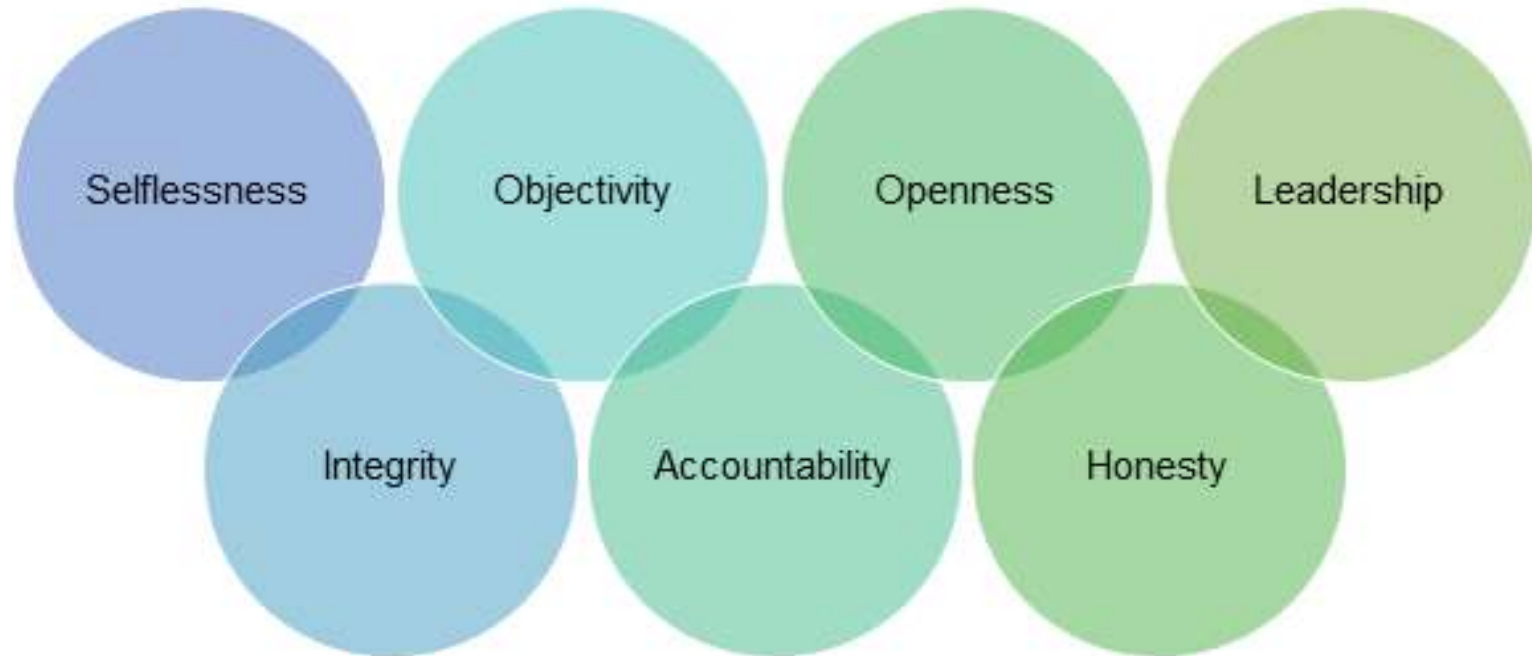 Selflessness
Objectivity
Openness
Leadership
Integrity
Accountability
Honesty